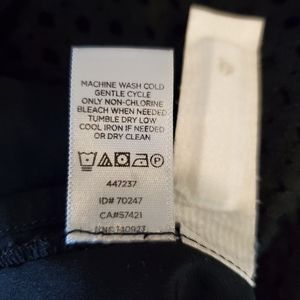 MACHINE WASH COLD
GENTLE CYCLE
ONLY NON-CHLORINE
BLEACH WHEN NEEDED
TUMBLE DRY LOW
COOL IRON IF NEEDED
OR DRY CLEAN
447237
ID# 70247
CA#57421